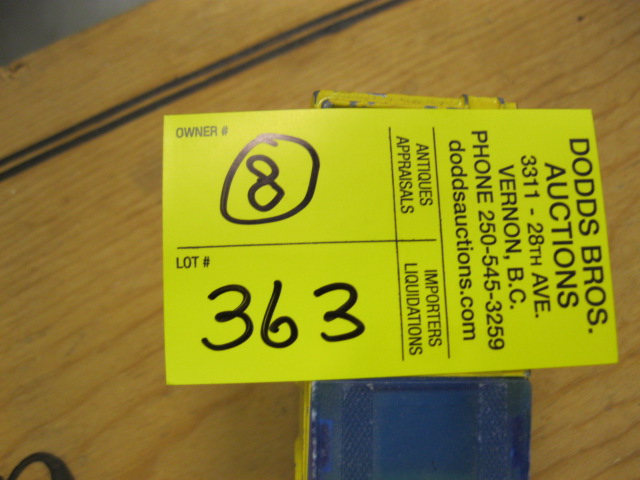 OWNER #
8
LOT #
363
DODDS BROS.
AUCTIONS
3311 - 28TH AVE.
VERNON, B.C.
PHONE 250-545-3259
doddsauctions.com
ANTIQUES
APPRAISALS
IMPORTERS
LIQUIDATIONS